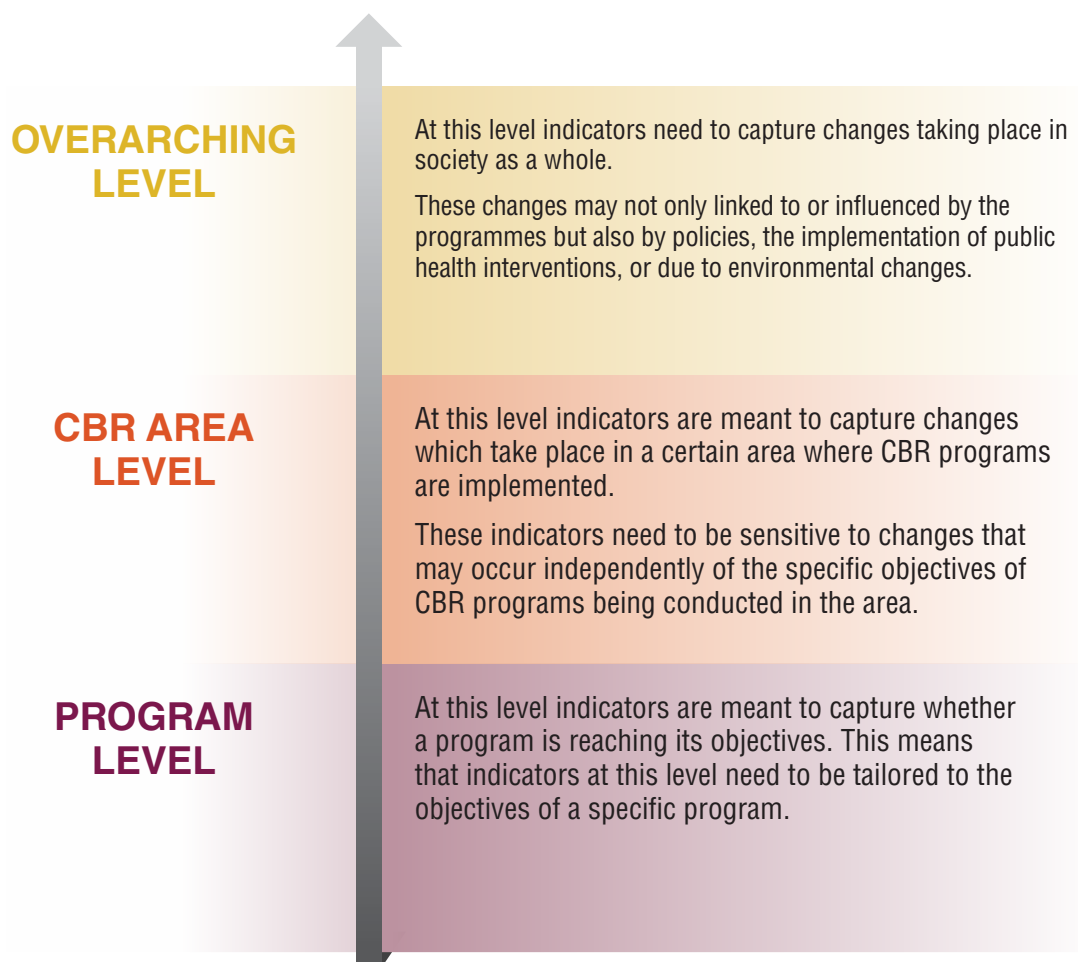 OVERARCHING
LEVEL
At this level indicators need to capture changes taking place in
society as a whole.
These changes may not only linked to or influenced by the
programmes but also by policies, the implementation of public
health interventions, or due to environmental changes.
CBR AREA
LEVEL
At this level indicators are meant to capture changes
which take place in a certain area where CBR programs
are implemented.
These indicators need to be sensitive to changes that
may occur independently of the specific objectives of
CBR programs being conducted in the area.
PROGRAM
LEVEL
At this level indicators are meant to capture whether
a program is reaching its objectives. This means
that indicators at this level need to be tailored to the
objectives of a specific program.